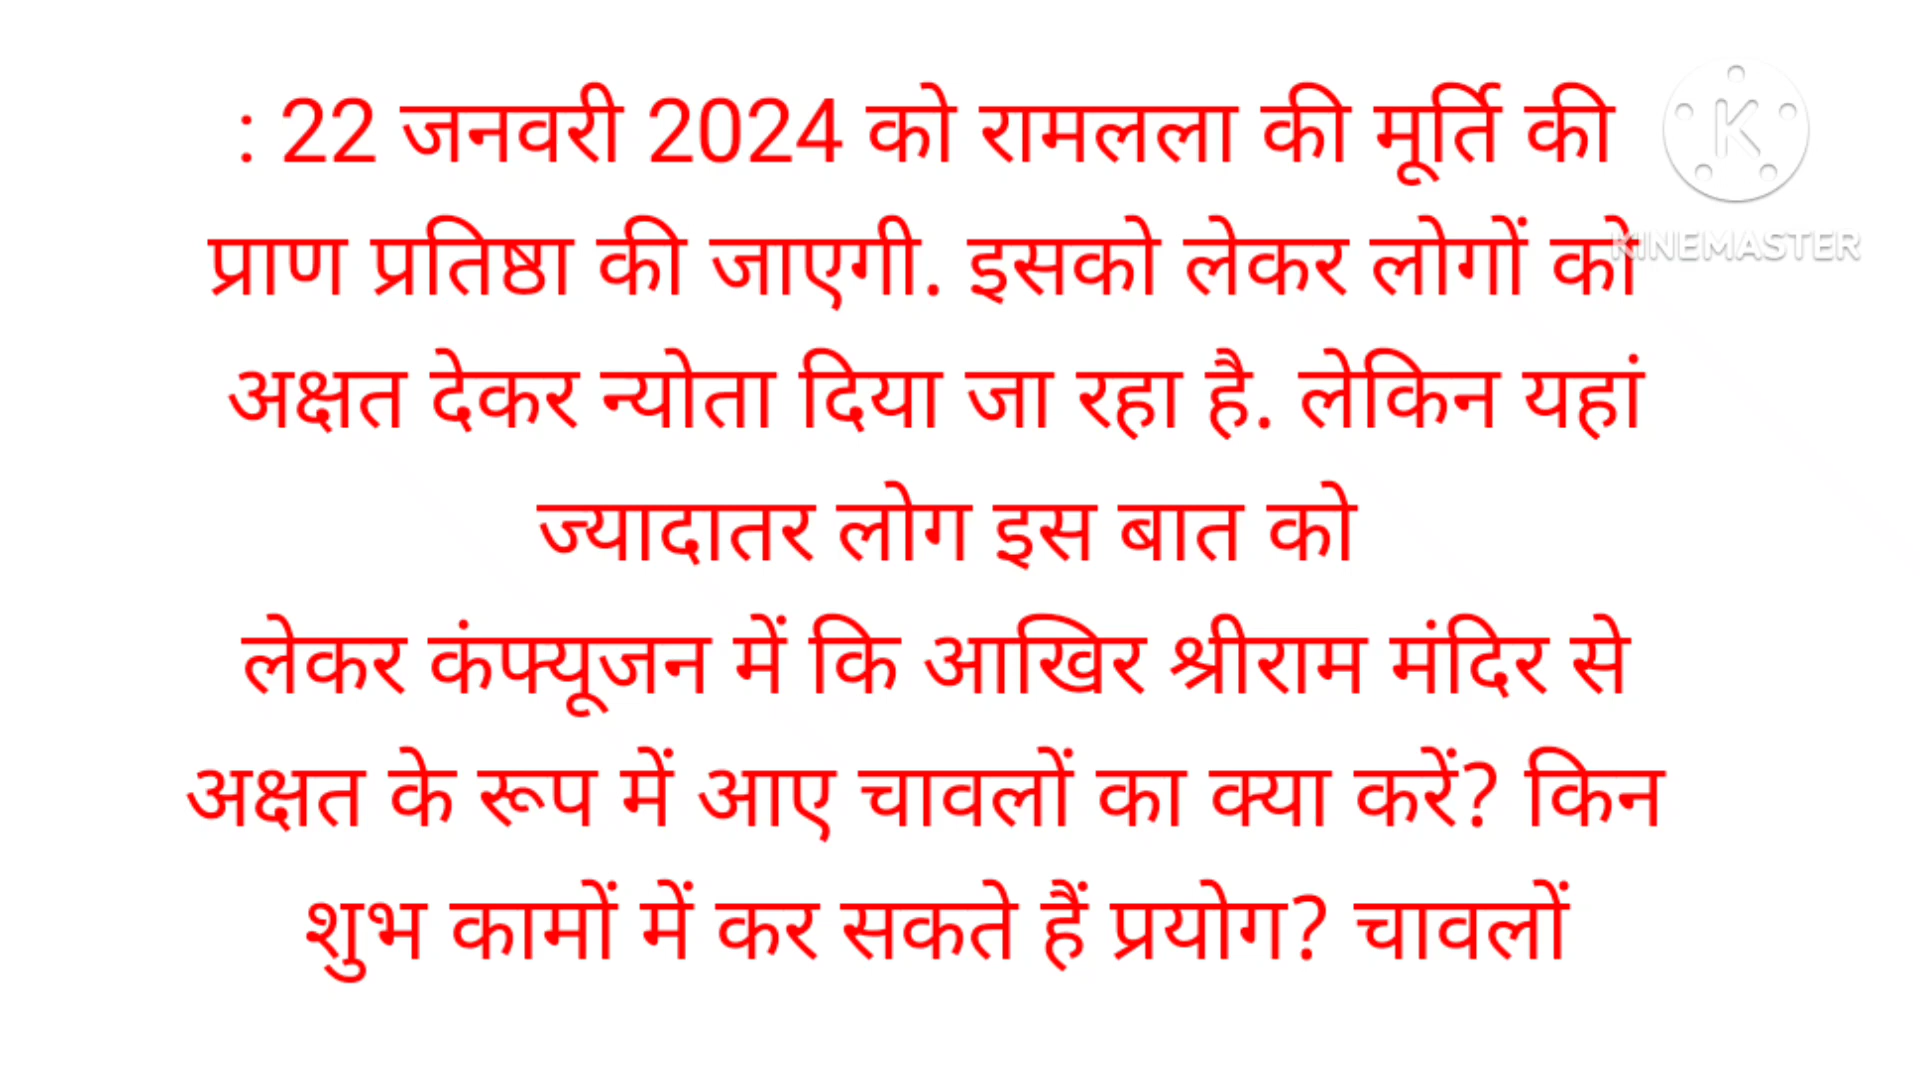 : 22 जनवरी 2024 को रामलला की मूर्ति की
प्राण प्रतिष्ठा की जाएगी. इसको लेकर लोगों को
अक्षत देकर न्योता दिया जा रहा है. लेकिन यहां
ज्यादातर लोग इस बात को
लेकर कंफ्यूजन में कि आखिर श्रीराम मंदिर से
अक्षत के रूप में आए चावलों का क्या करें? किन
शुभ कामों में कर सकते हैं प्रयोग? चावलों
K
KINEMASTER